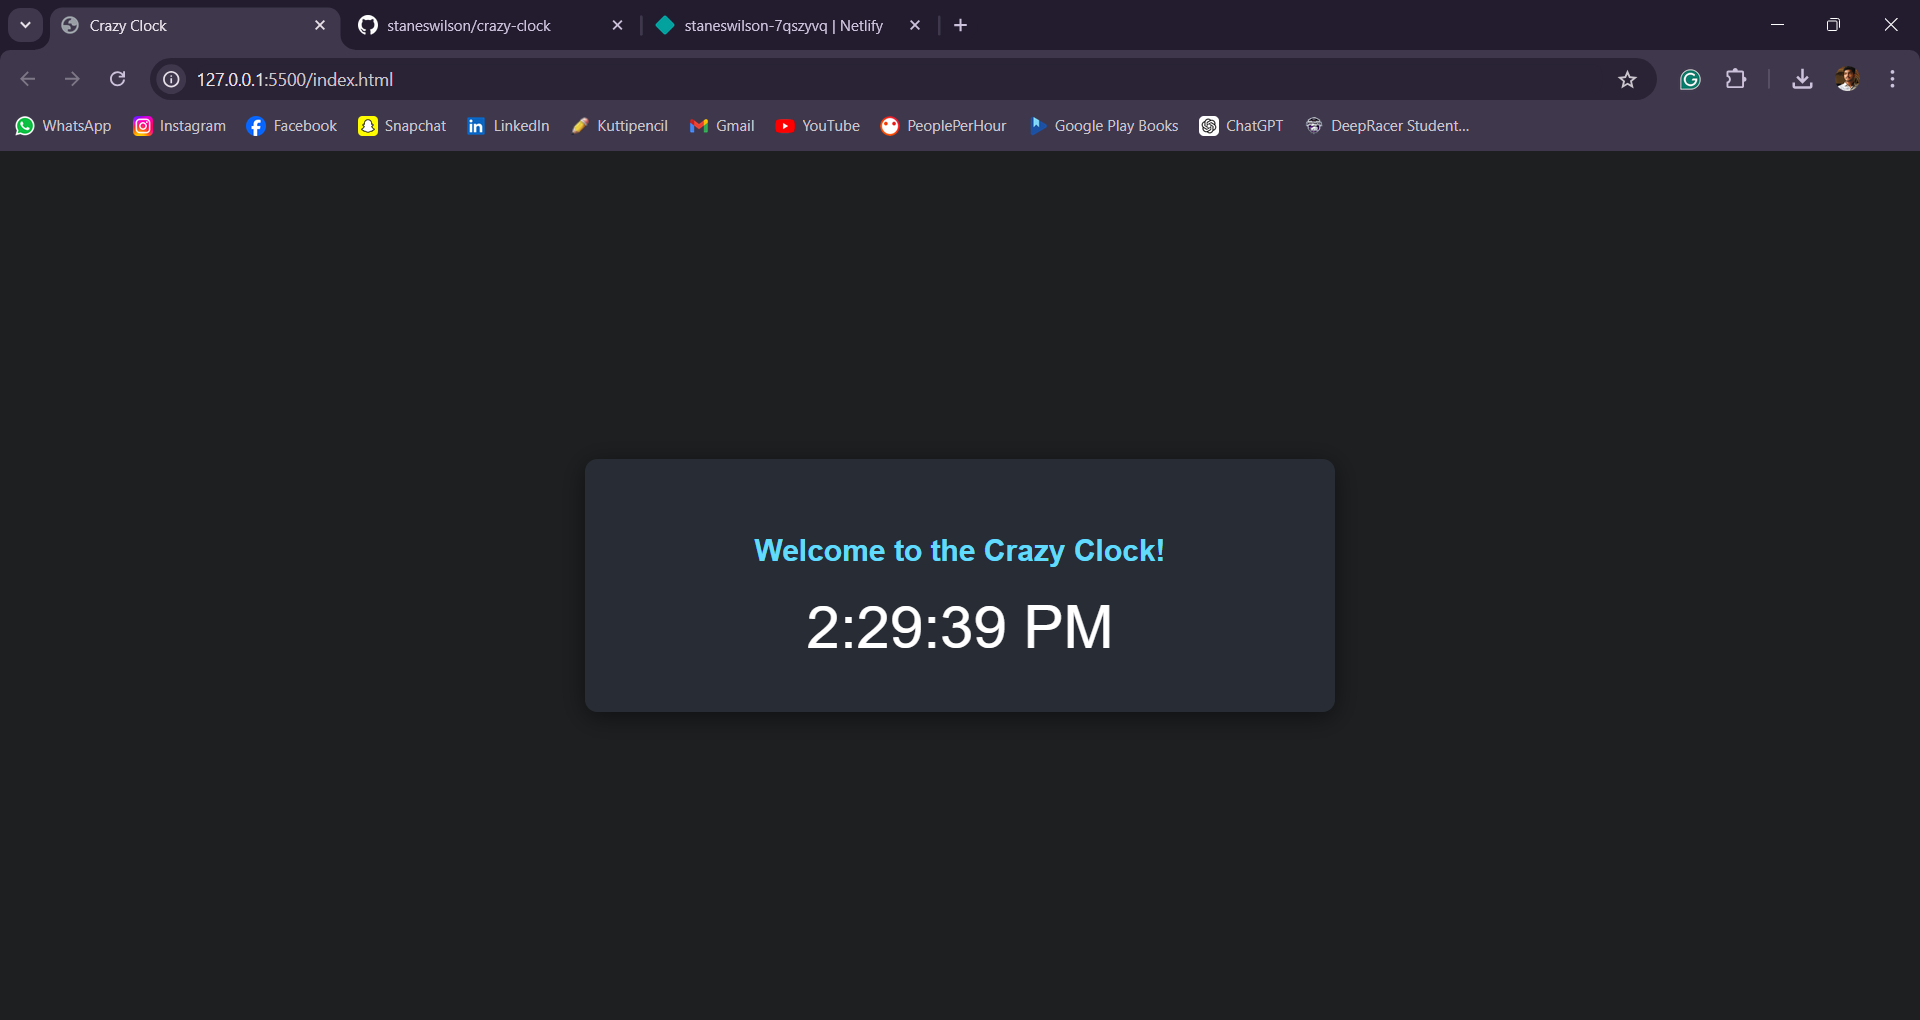 Crazy Clock
staneswilson/crazy-clock
staneswilson-7qszyvq | Netlify
127.0.0.1:5500/index.html
WhatsApp Instagram Facebook Snapchat LinkedIn Kuttipencil Gmail YouTube PeoplePerHour Google Play Books ChatGPT DeepRacer Student...
Welcome to the Crazy Clock!
2:29:39 PM